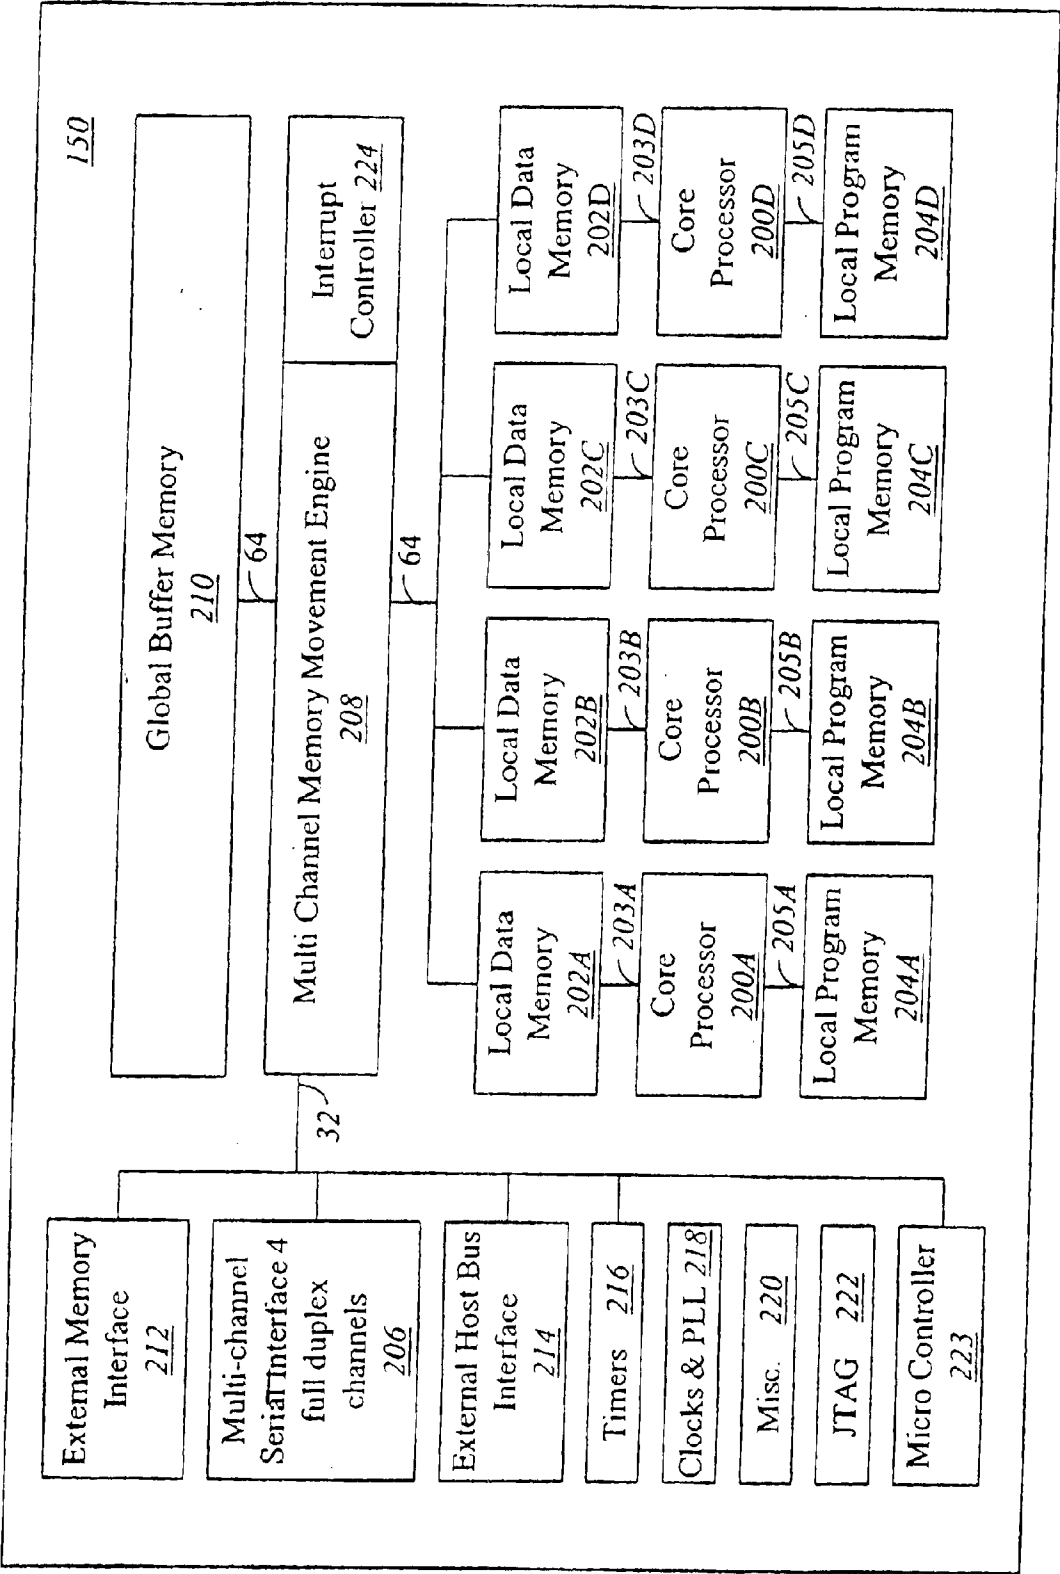 150
Global Buffer Memory
210
64
Multi Channel Memory Movement Engine
208
Interrupt
Controller 224
64
32
External Memory
Interface
212
Multi-channel
Serial Interface 4
full duplex
channels
206
External Host Bus
Interface
214
Timers 216
Clocks & PLL 218
Misc. 220
JTAG 222
Micro Controller
223
Local Data
Memory
202A
203A
Core
Processor
200A
205A
Local Program
Memory
204A
Local Data
Memory
202B
203B
Core
Processor
200B
205B
Local Program
Memory
204B
Local Data
Memory
202C
203C
Core
Processor
200C
205C
Local Program
Memory
204C
Local Data
Memory
202D
203D
Core
Processor
200D
205D
Local Program
Memory
204D